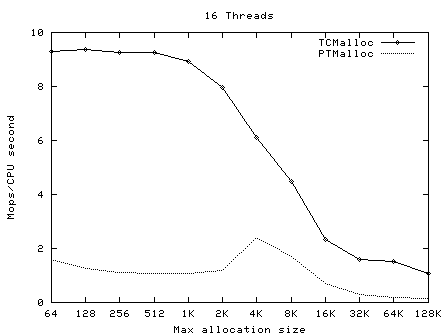 16 Threads
TCMalloc
PTMalloc
Mops/CPU second
10
8
6
4
2
0
64 128 256 512 1K 2K 4K 8K 16K 32K 64K 128K
Max allocation size